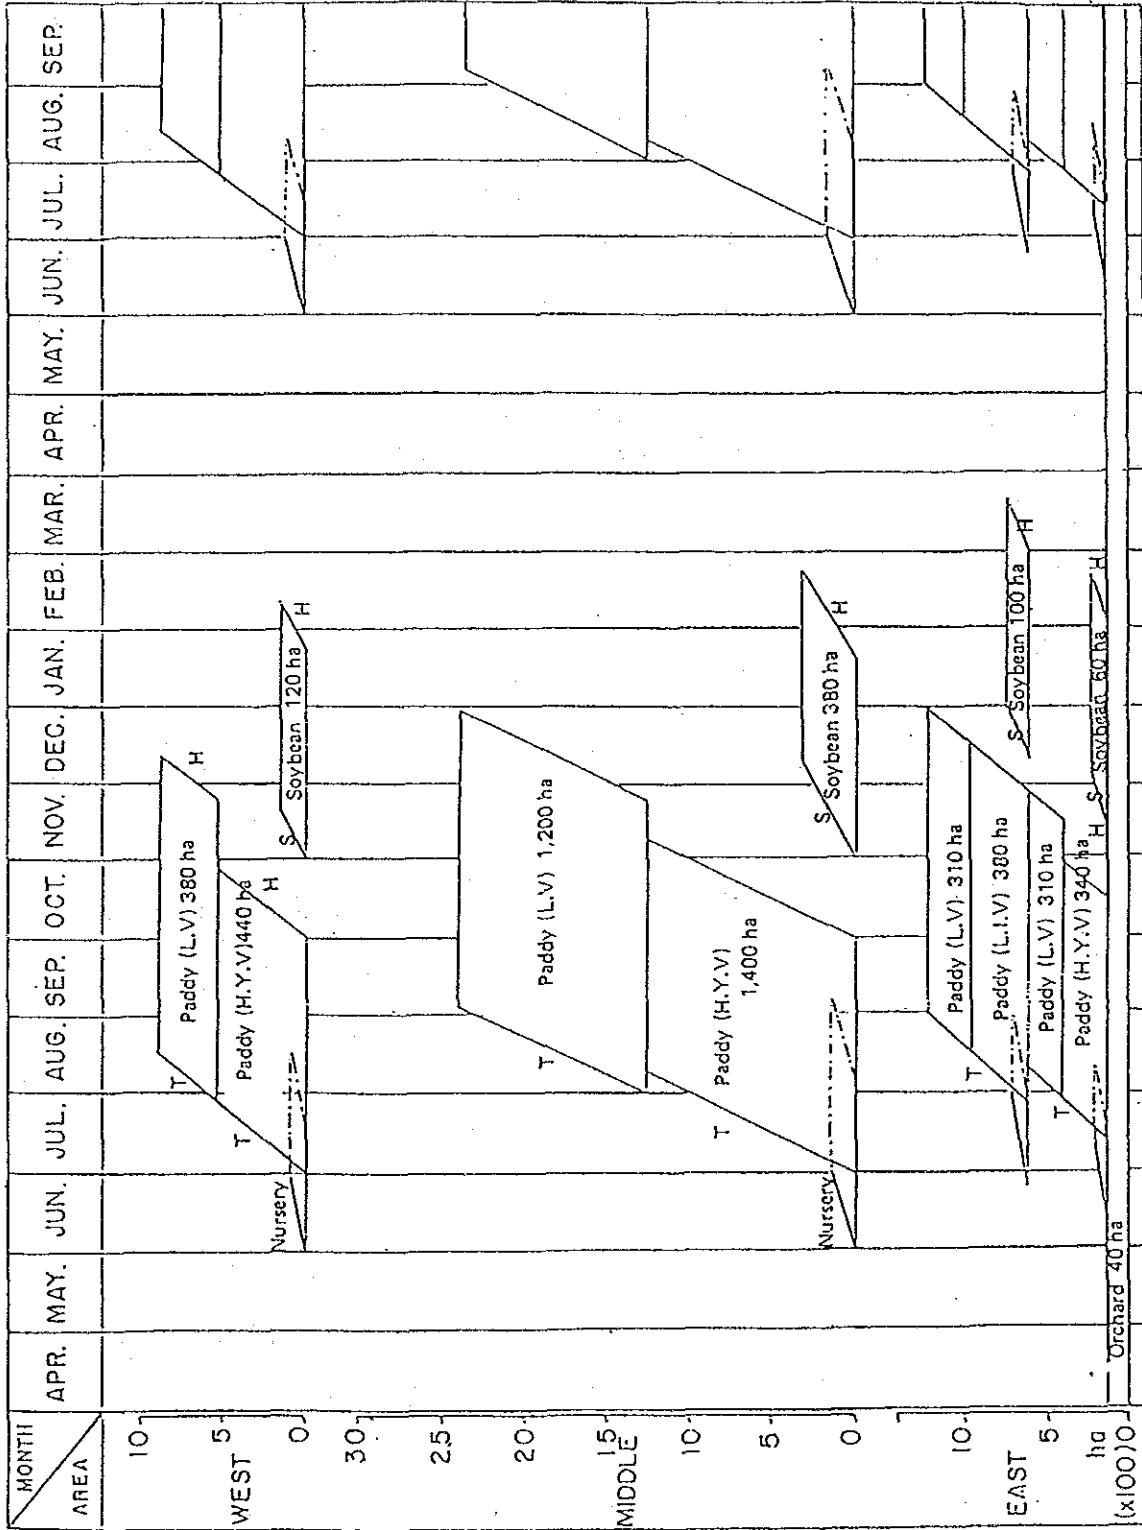 MONTH
AREA
APR. MAY. JUN. JUL. AUG. SEP. OCT. NOV. DEC. JAN. FEB. MAR. APR. MAY. JUN. JUL. AUG. SEP.
WEST
10
5
0
T
Paddy (L.V) 380 ha
H
T
Paddy (H.Y.V) 440 ha
H
Nursery
S
Soybean 120 ha
H
MIDDLE
30
25
20
15
10
5
0
T
Paddy (L.V) 1,200 ha
T
Paddy (H.Y.V)
1,400 ha
Nursery
S
Soybean 380 ha
H
EAST
10
5
0
ha
(x100)
T
Paddy (L.V) 310 ha
Paddy (L.I.V) 380 ha
S
Soybean 100 ha
H
T
Paddy (L.V) 310 ha
Paddy (H.Y.V) 340 ha
H
S
Soybean 60 ha
H
Orchard 40 ha